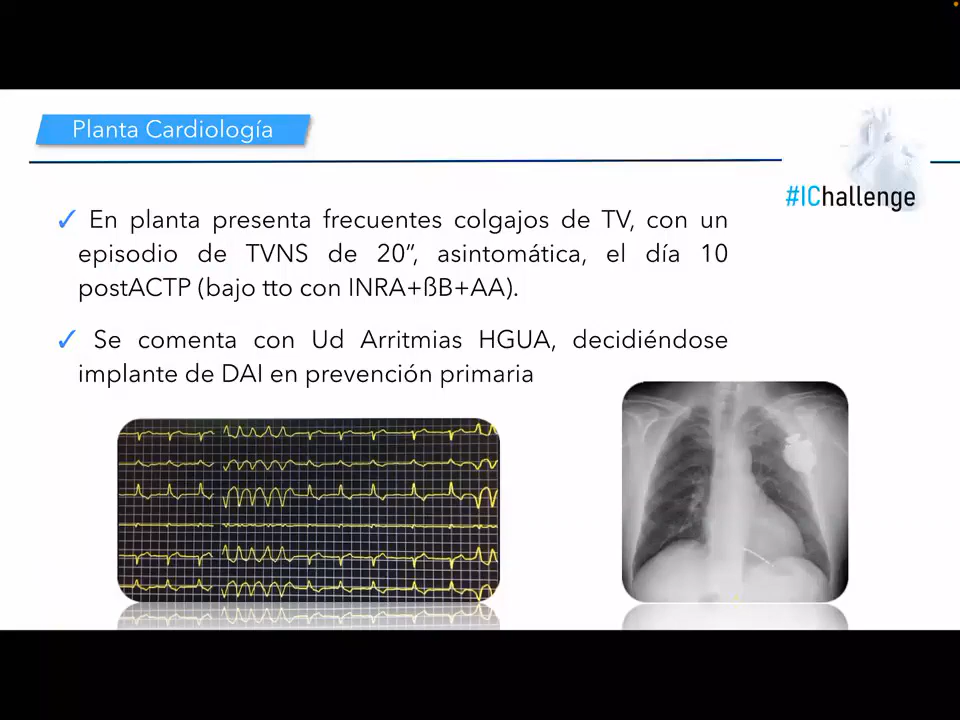 Planta Cardiología
#IChallenge
✓ En planta presenta frecuentes colgajos de TV, con un
episodio de TVNS de 20”, asintomática, el día 10
postACTP (bajo tto con INRA+ßB+AA).
✓ Se comenta con Ud Arritmias HGUA, decidiéndose
implante de DAI en prevención primaria